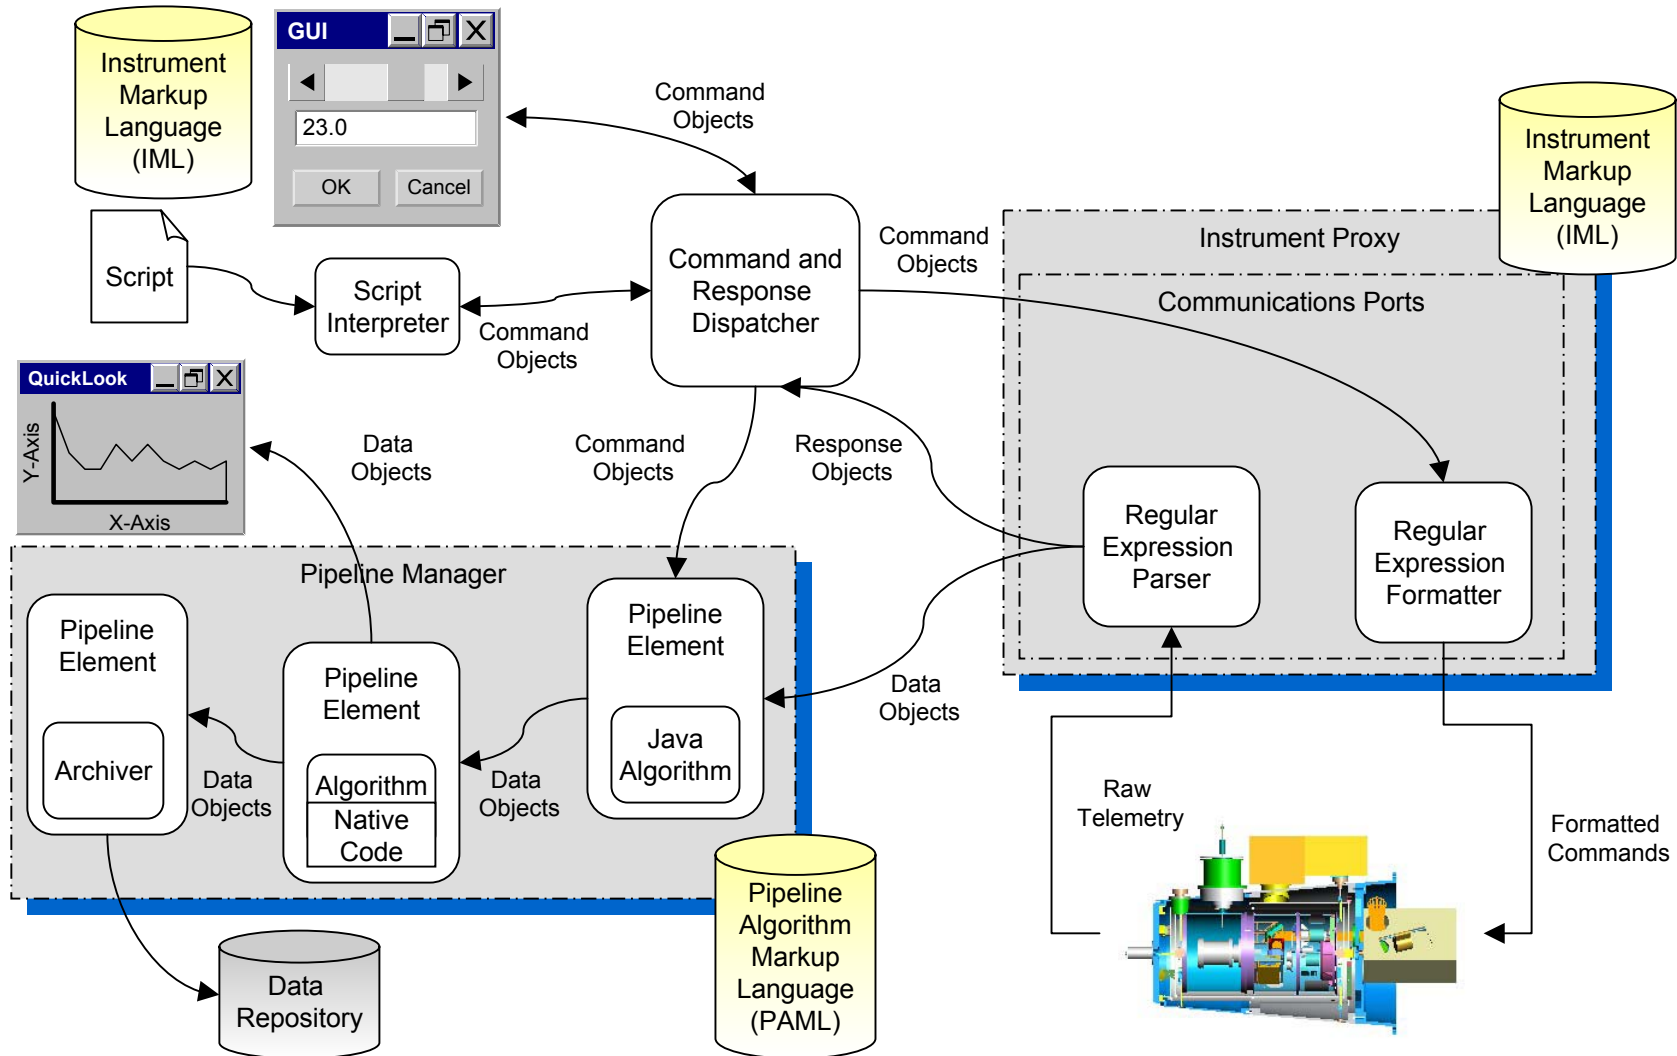 Instrument
Markup
Language
(IML)
GUI
23.0
OK
Cancel
Command
Objects
Instrument
Markup
Language
(IML)
Script
Script
Interpreter
Command
Objects
Command and
Response
Dispatcher
Command
Objects
Instrument Proxy
Communications Ports
QuickLook
Y-Axis
X-Axis
Data
Objects
Command
Objects
Response
Objects
Regular
Expression
Parser
Regular
Expression
Formatter
Pipeline Manager
Pipeline
Element
Archiver
Data
Objects
Pipeline
Element
Algorithm
Native
Code
Data
Objects
Pipeline
Element
Java
Algorithm
Data
Objects
Raw
Telemetry
Formatted
Commands
Pipeline
Algorithm
Markup
Language
(PAML)
Data
Repository